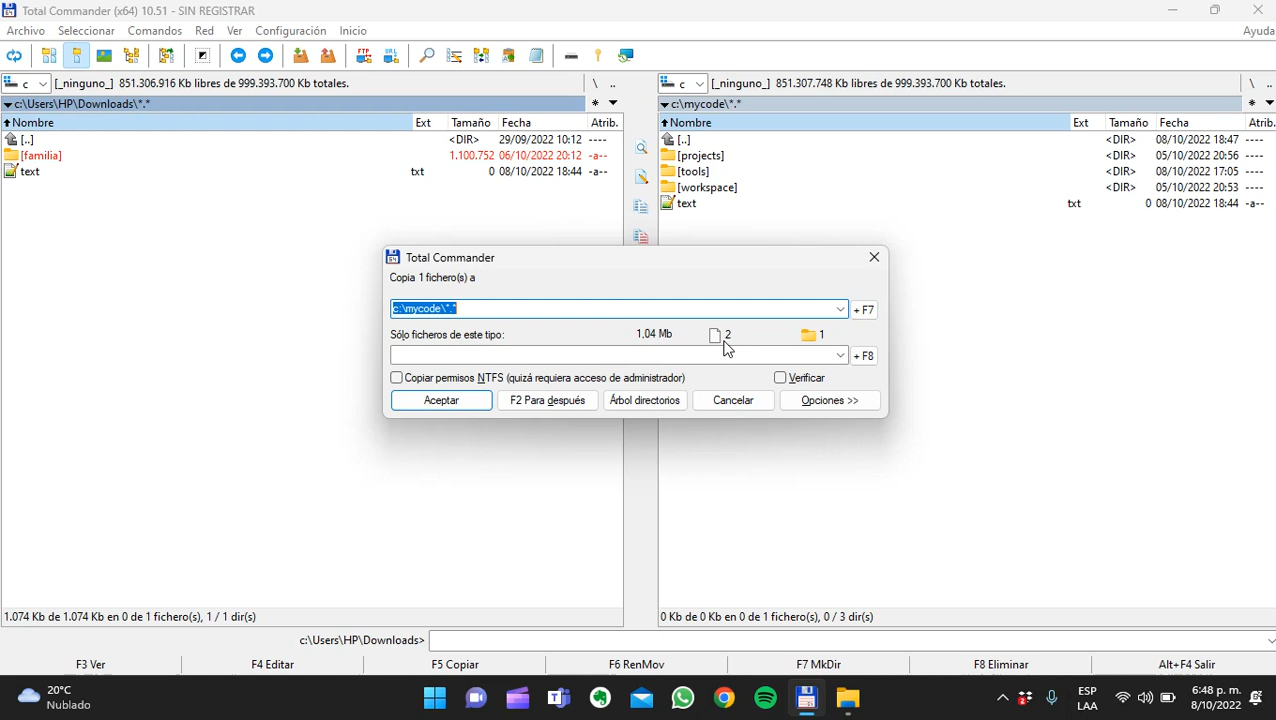 Total Commander (x64) 10.51 - SIN REGISTRAR
Archivo Seleccionar Comandos Red Ver Configuración Inicio Ayuda
FTP URL
c [_ninguno_] 851.306.916 Kb libres de 999.393.700 Kb totales. \ ..
c [_ninguno_] 851.307.748 Kb libres de 999.393.700 Kb totales. \ ..
c:\Users\HP\Downloads\*.* *
c:\mycode\*.* *
Nombre Ext Tamaño Fecha Atrib.
[..] <DIR> 29/09/2022 10:12 ----
[familia] 1.100.752 06/10/2022 20:12 -a--
text txt 0 08/10/2022 18:44 -a--
Nombre Ext Tamaño Fecha Atrib.
[..] <DIR> 08/10/2022 18:47 ----
[projects] <DIR> 05/10/2022 20:56 ----
[tools] <DIR> 08/10/2022 17:05 ----
[workspace] <DIR> 05/10/2022 20:53 ----
text txt 0 08/10/2022 18:44 -a--
Total Commander
Copia 1 fichero(s) a
c:\mycode\*.* + F7
Sólo ficheros de este tipo: 1,04 Mb 2 1
+ F8
Copiar permisos NTFS (quizá requiera acceso de administrador) Verificar
Aceptar F2 Para después Árbol directorios Cancelar Opciones >>
1.074 Kb de 1.074 Kb en 0 de 1 fichero(s), 1 / 1 dir(s)
0 Kb de 0 Kb en 0 de 1 fichero(s), 0 / 3 dir(s)
c:\Users\HP\Downloads>
F3 Ver F4 Editar F5 Copiar F6 RenMov F7 MkDir F8 Eliminar Alt+F4 Salir
20°C
Nublado
ESP
LAA
6:48 p. m.
8/10/2022